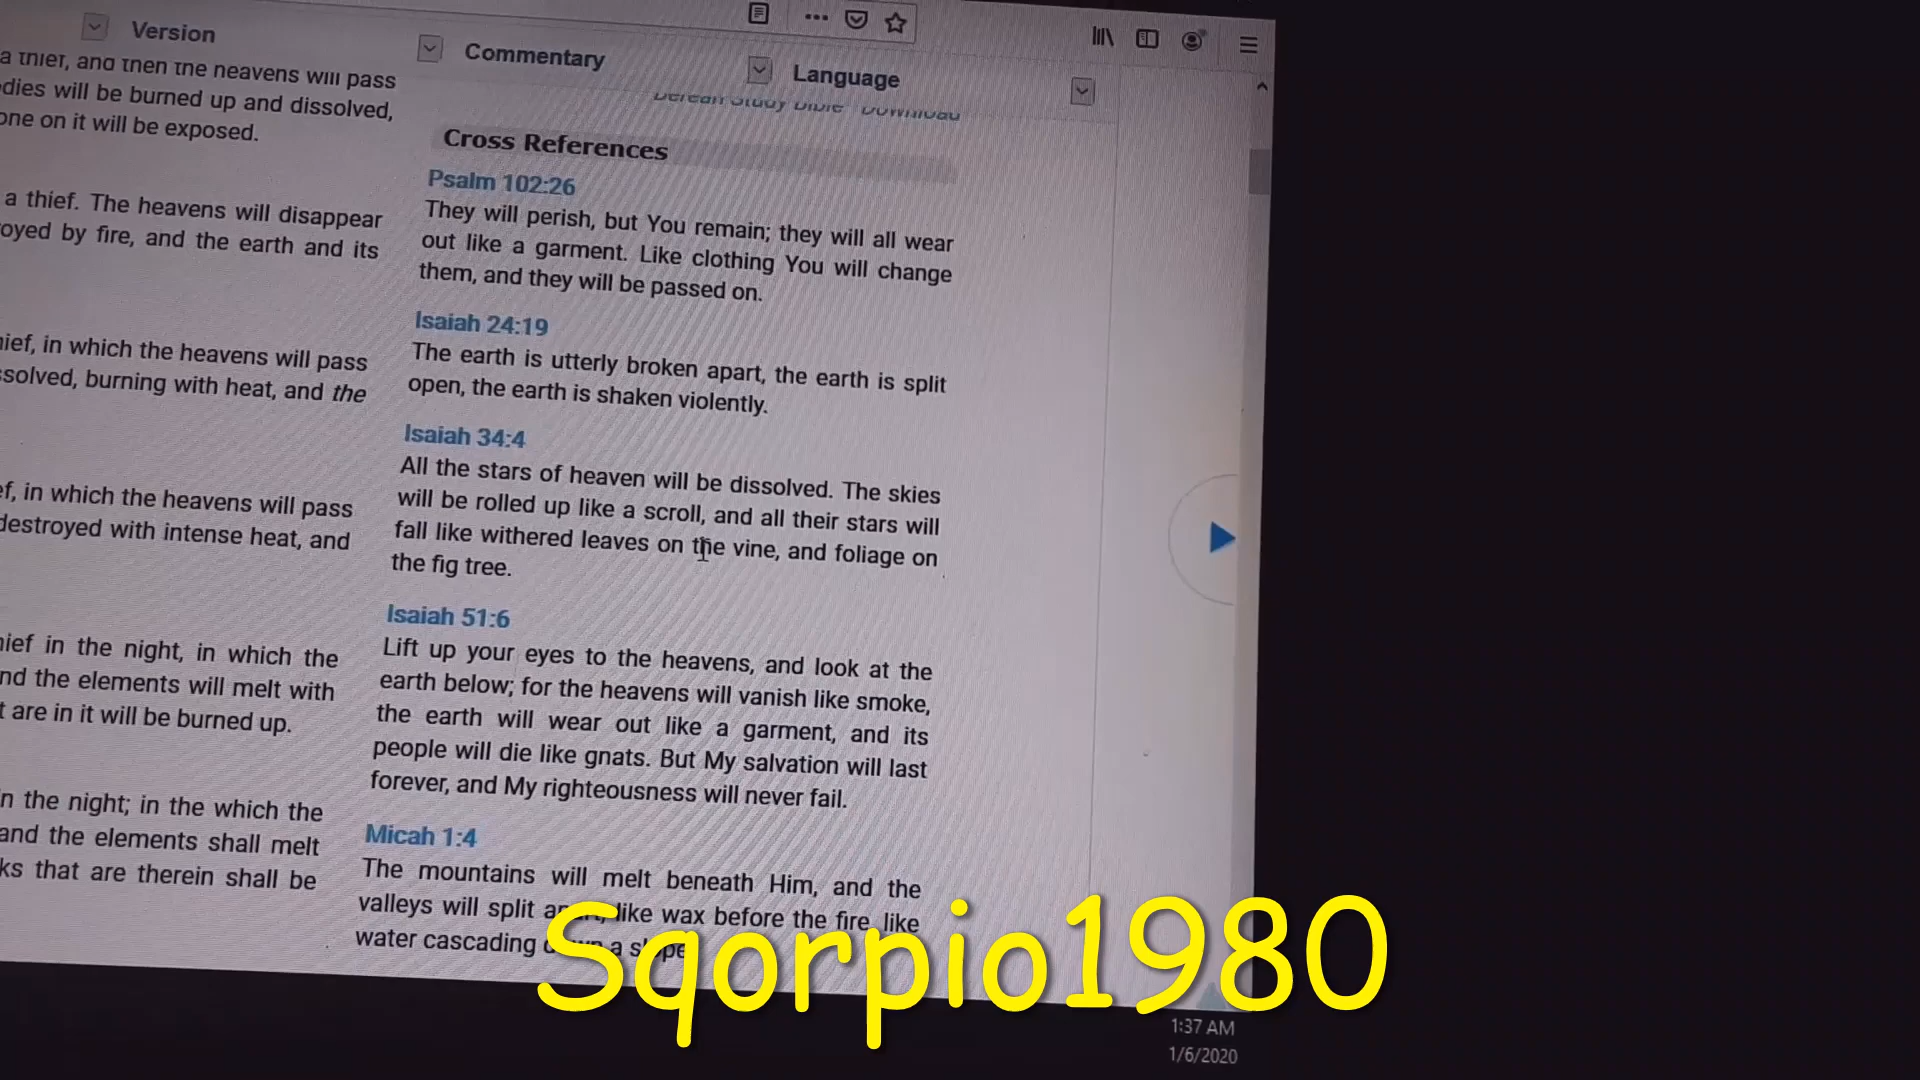 Version
Commentary
Language
a thief, and then the heavens will pass
dies will be burned up and dissolved,
one on it will be exposed.
a thief. The heavens will disappear
oyed by fire, and the earth and its
ief, in which the heavens will pass
solved, burning with heat, and the
f, in which the heavens will pass
destroyed with intense heat, and
ief in the night, in which the
nd the elements will melt with
t are in it will be burned up.
n the night; in the which the
and the elements shall melt
ks that are therein shall be
Berean Study Bible Download
Cross References
Psalm 102:26
They will perish, but You remain; they will all wear
out like a garment. Like clothing You will change
them, and they will be passed on.
Isaiah 24:19
The earth is utterly broken apart, the earth is split
open, the earth is shaken violently.
Isaiah 34:4
All the stars of heaven will be dissolved. The skies
will be rolled up like a scroll, and all their stars will
fall like withered leaves on the vine, and foliage on
the fig tree.
Isaiah 51:6
Lift up your eyes to the heavens, and look at the
earth below; for the heavens will vanish like smoke,
the earth will wear out like a garment, and its
people will die like gnats. But My salvation will last
forever, and My righteousness will never fail.
Micah 1:4
The mountains will melt beneath Him, and the
valleys will split apart, like wax before the fire, like
water cascading down a slope
Sqorpio1980
1:37 AM
1/6/2020